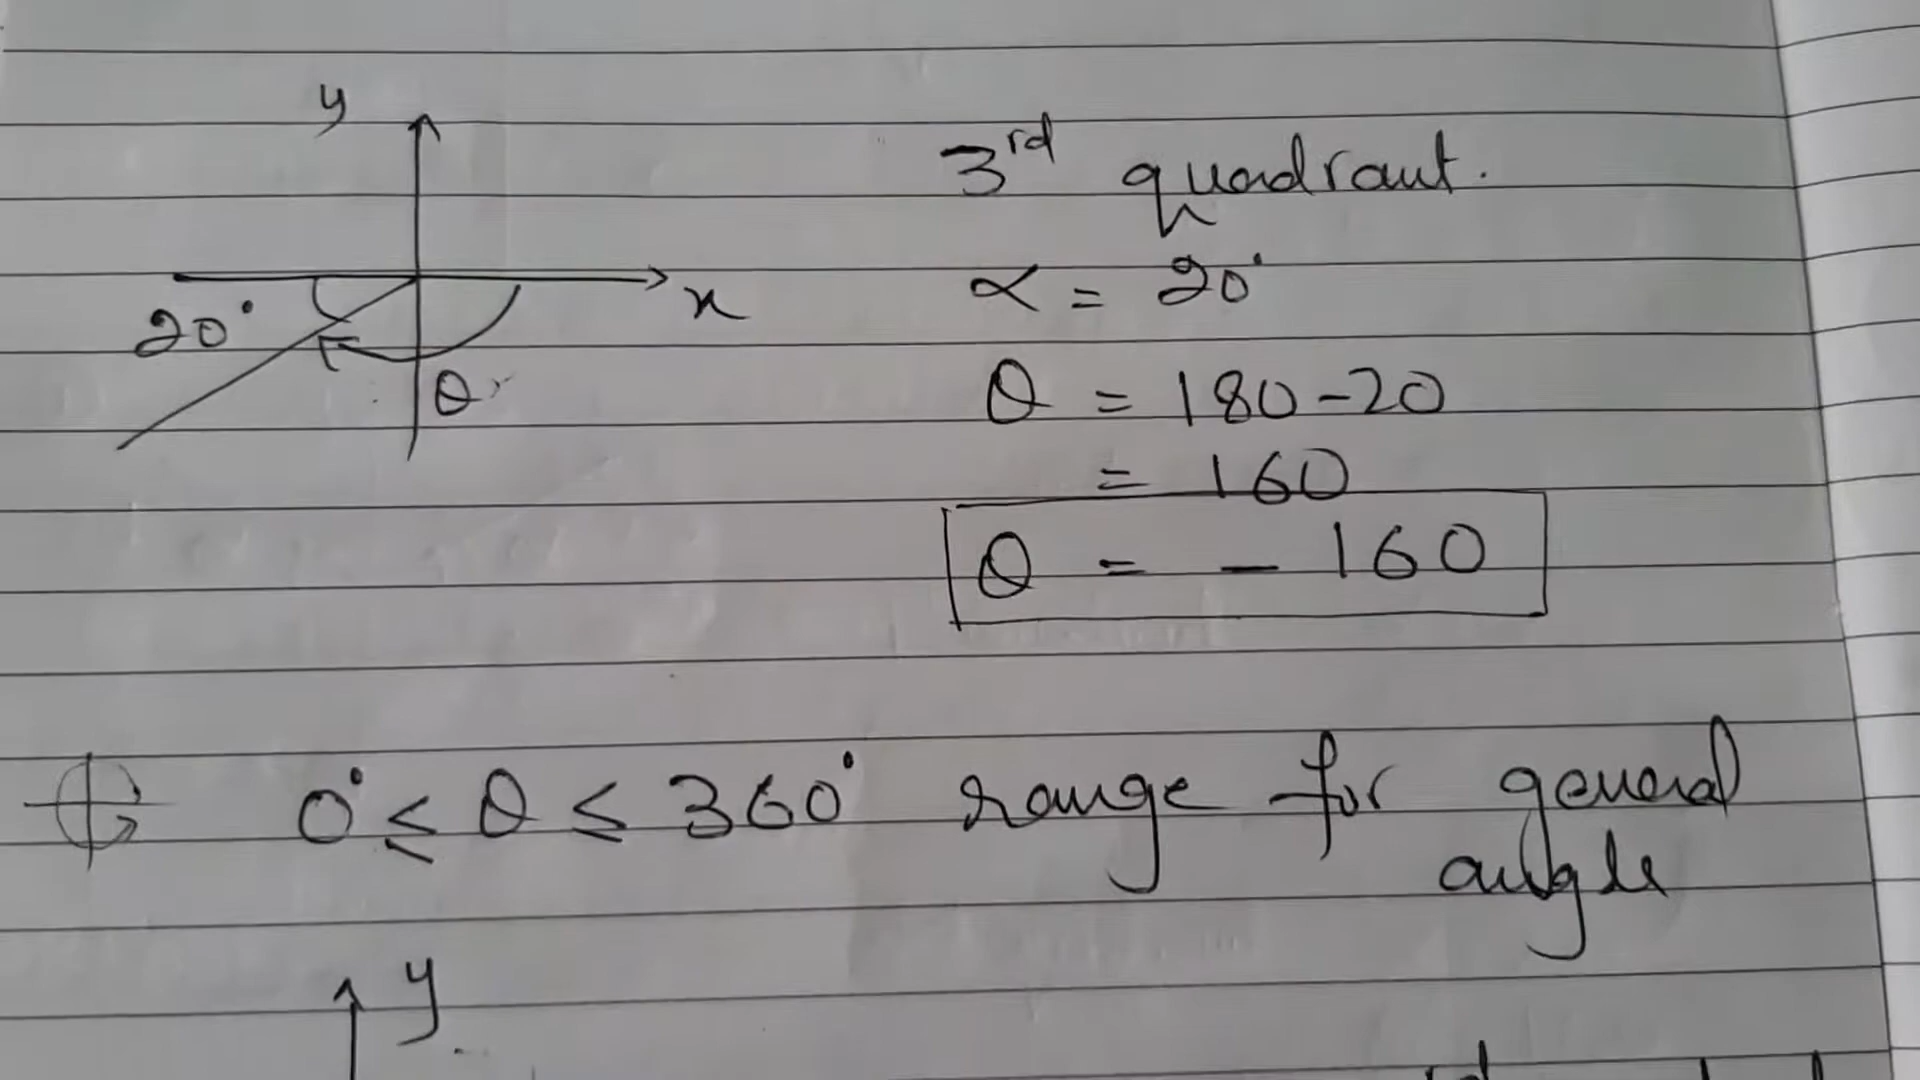 y
3rd quadrant.
x
20°
α = 20°
θ
θ = 180-20
= 160
θ = - 160
0° ≤ θ ≤ 360° range for general
angle
y